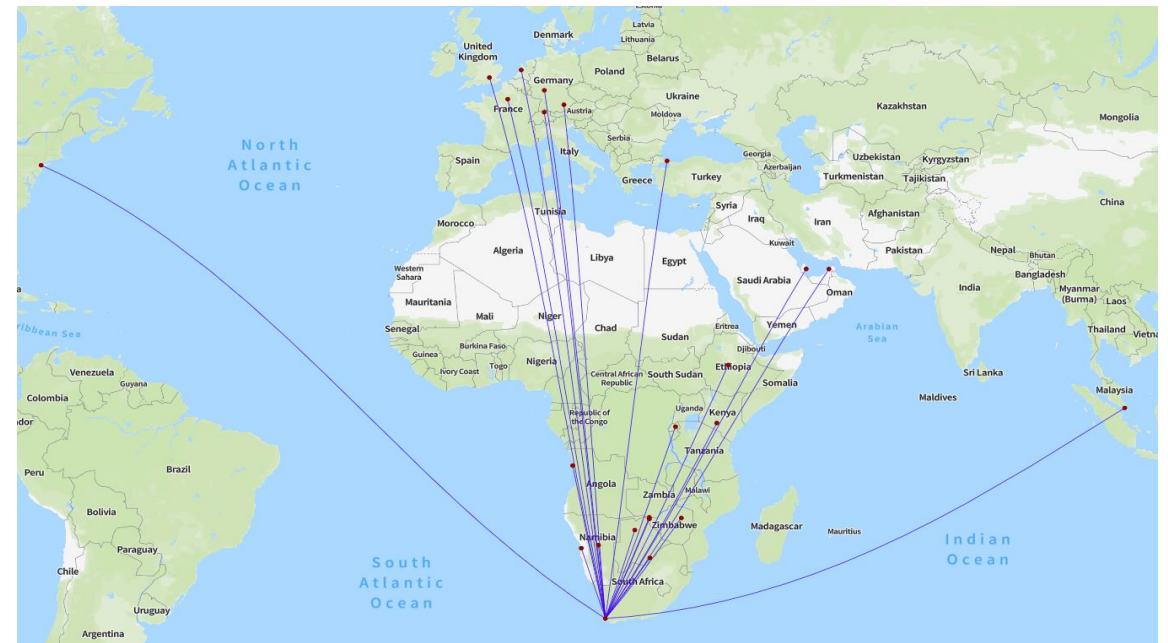 Estonia
Latvia
Denmark
Lithuania
United
Kingdom
Belarus
Poland
Germany
Ukraine
Kazakhstan
France
Austria
Moldova
Mongolia
North
Atlantic
Ocean
Serbia
Italy
Georgia
Azerbaijan
Uzbekistan
Kyrgyzstan
Spain
Turkey
Greece
Turkmenistan
Tajikistan
China
Syria
Iraq
Iran
Afghanistan
Tunisia
Morocco
Kuwait
Pakistan
Nepal
Bhutan
Algeria
Libya
Egypt
Western
Sahara
Saudi Arabia
Oman
India
Bangladesh
Myanmar
(Burma)
Laos
Mauritania
Mali
Niger
Chad
Sudan
Eritrea
Yemen
Arabian
Sea
Thailand
Vietna
ribbean Sea
Senegal
Burkina Faso
Guinea
Ivory Coast
Togo
Nigeria
Djibouti
Ethiopia
Central African
Republic
South Sudan
Somalia
Sri Lanka
Maldives
Malaysia
Venezuela
Guyana
Colombia
Uganda
Kenya
Republic of
the Congo
ador
Tanzania
Peru
Brazil
Angola
Zambia
Malawi
Bolivia
Zimbabwe
Madagascar
Mauritius
Namibia
Indian
Ocean
Paraguay
Chile
South
Atlantic
Ocean
South Africa
Uruguay
Argentina